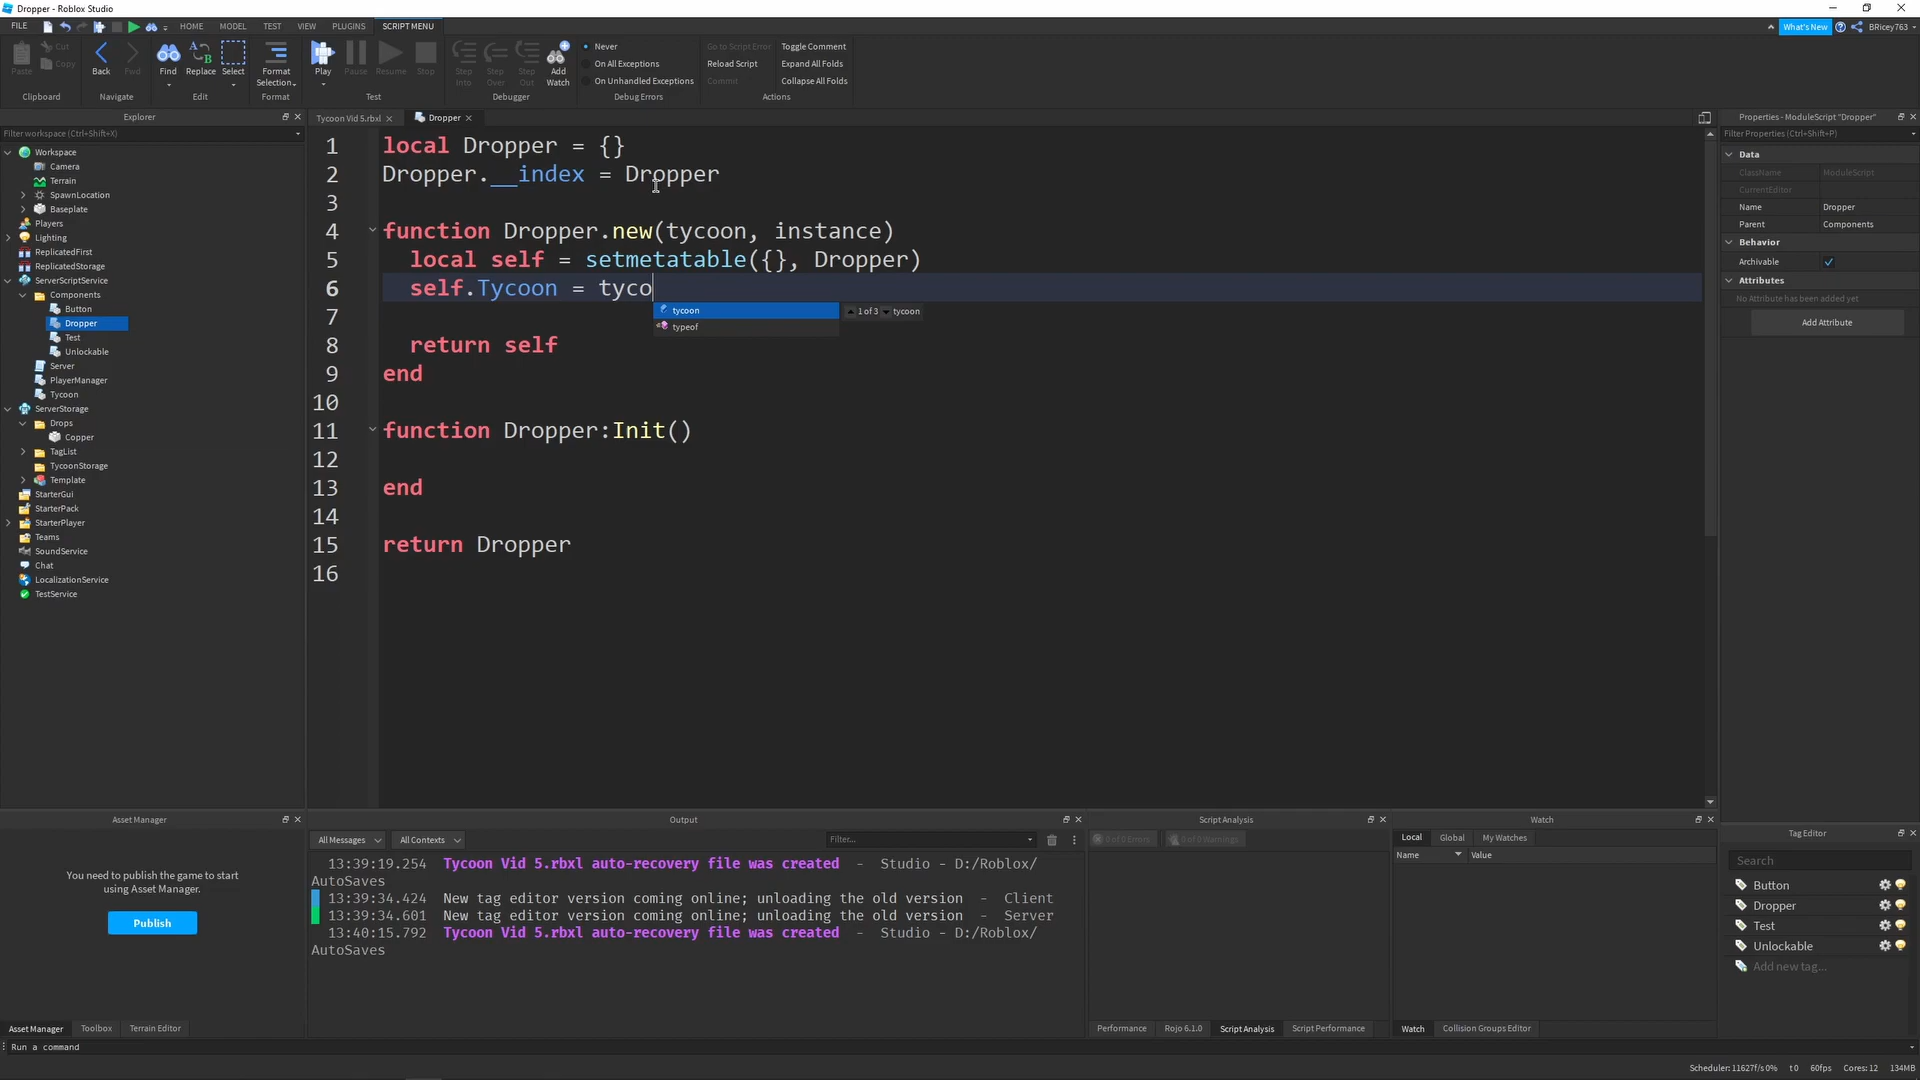 Dropper - Roblox Studio
FILE HOME MODEL TEST VIEW PLUGINS SCRIPT MENU What's New BRicey763
Paste Cut Copy Back Fwd Find Replace Select Format Selection... Play Pause Resume Stop Step Into Step Over Step Out Add Watch
Never
On All Exceptions
On Unhandled Exceptions
Go to Script Error
Reload Script
Commit
Toggle Comment
Expand All Folds
Collapse All Folds
Clipboard Navigate Edit Format Test Debugger Debug Errors Actions
Explorer
Filter workspace (Ctrl+Shift+X)
Workspace
Camera
Terrain
SpawnLocation
Baseplate
Players
Lighting
ReplicatedFirst
ReplicatedStorage
ServerScriptService
Components
Button
Dropper
Test
Unlockable
Server
PlayerManager
Tycoon
ServerStorage
Drops
Copper
TagList
TycoonStorage
Template
StarterGui
StarterPack
StarterPlayer
Teams
SoundService
Chat
LocalizationService
TestService
Tycoon Vid 5.rbxl Dropper
1 local Dropper = {}
2 Dropper.__index = Dropper
3
4 function Dropper.new(tycoon, instance)
5 local self = setmetatable({}, Dropper)
6 self.Tycoon = tyco
tycoon 1 of 3 tycoon
typeof
7
8 return self
9 end
10
11 function Dropper:Init()
12
13 end
14
15 return Dropper
16
Properties - ModuleScript "Dropper"
Filter Properties (Ctrl+Shift+P)
Data
ClassName ModuleScript
CurrentEditor
Name Dropper
Parent Components
Behavior
Archivable
Attributes
No Attribute has been added yet
Add Attribute
Asset Manager
You need to publish the game to start
using Asset Manager.
Publish
Asset Manager Toolbox Terrain Editor
Output
All Messages All Contexts Filter...
13:39:19.254 Tycoon Vid 5.rbxl auto-recovery file was created - Studio - D:/Roblox/
AutoSaves
13:39:34.424 New tag editor version coming online; unloading the old version - Client
13:39:34.601 New tag editor version coming online; unloading the old version - Server
13:40:15.792 Tycoon Vid 5.rbxl auto-recovery file was created - Studio - D:/Roblox/
AutoSaves
Script Analysis
0 of 0 Errors 0 of 0 Warnings
Performance Rojo 6.1.0 Script Analysis Script Performance
Watch
Local Global My Watches
Name Value
Watch Collision Groups Editor
Tag Editor
Search
Button
Dropper
Test
Unlockable
Add new tag...
Run a command
Scheduler: 11627f/s 0% t 0 60fps Cores: 12 134MB